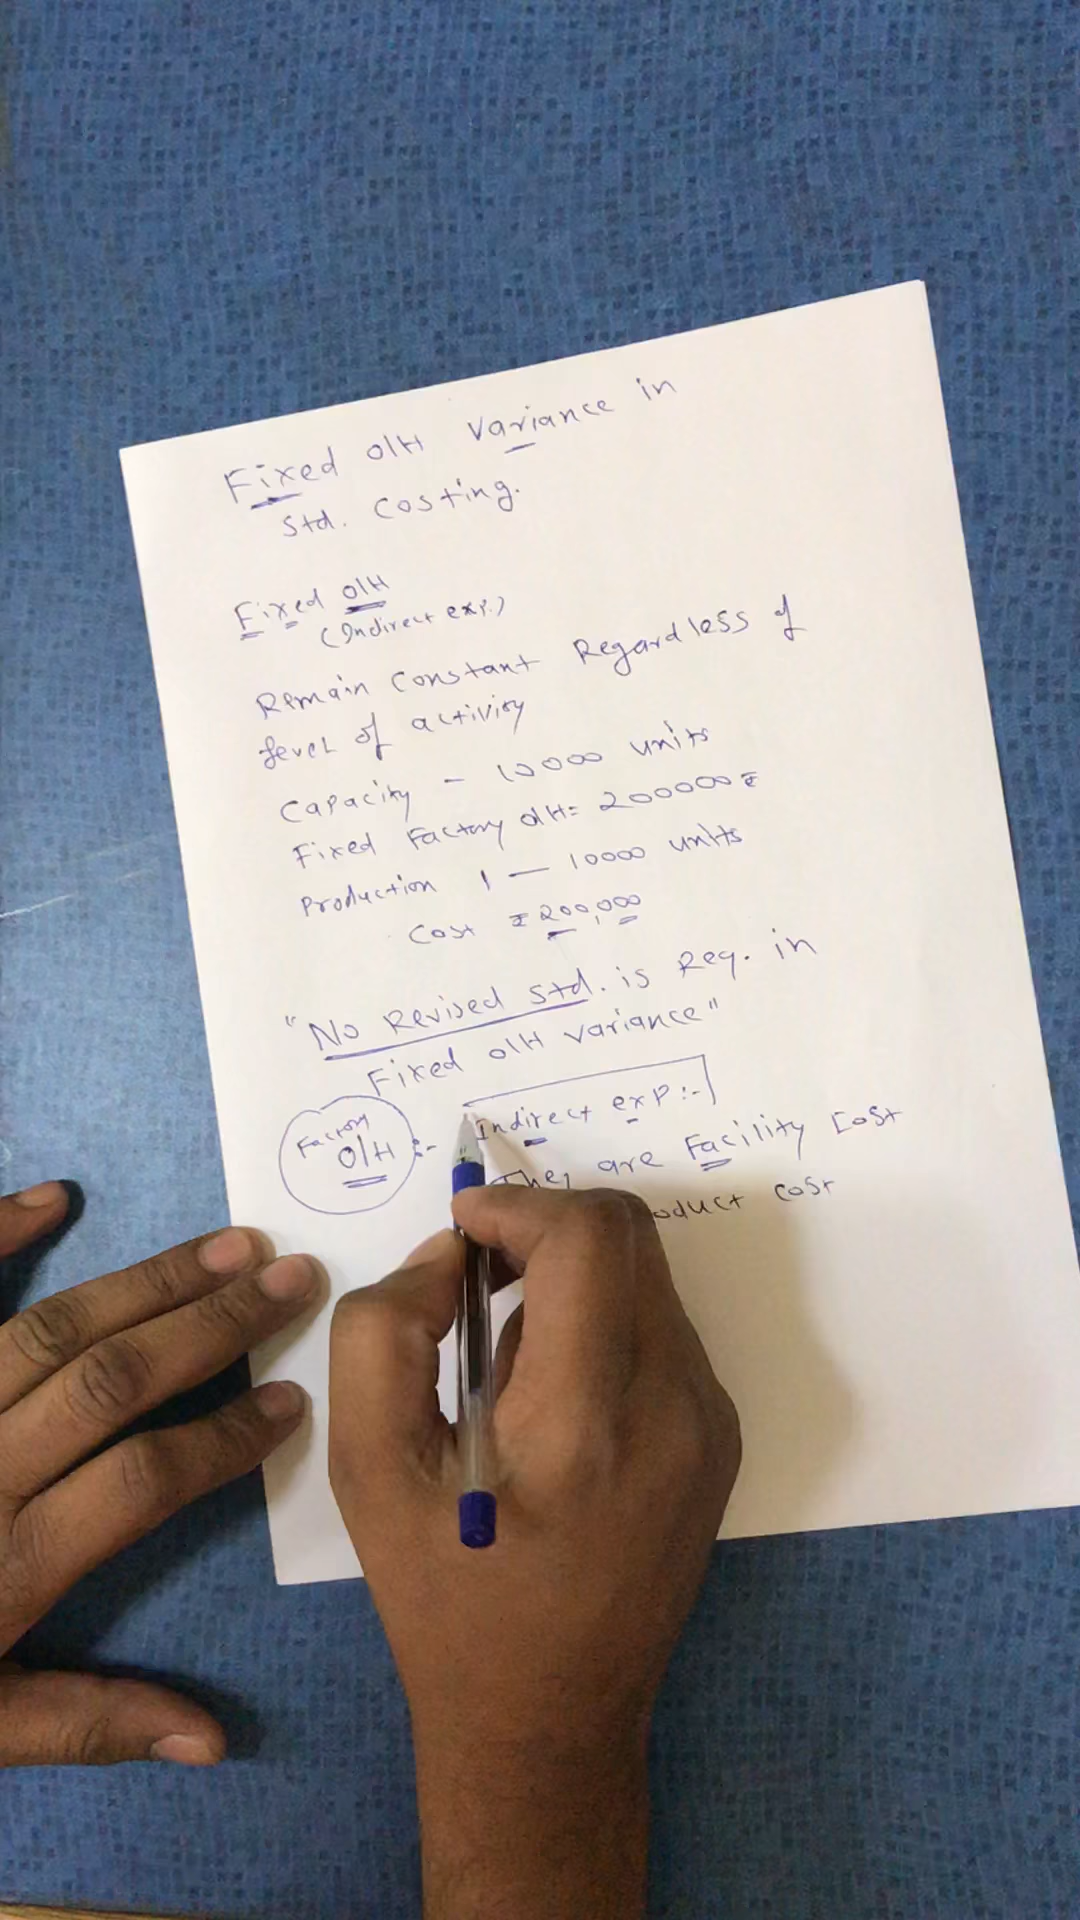 Fixed O/H Variance in
Std. Costing.
Fixed O/H
(Indirect exp.)
Remain Constant Regardless of
level of activity
Capacity - 10000 units
Fixed Factory O/H= 200000 ₹
Production 1 — 10000 units
Cost ₹ 200,000
"No Revised Std. is Req. in
Fixed O/H Variance"
Factory O/H :- Indirect exp :-
They are Facility Cost
Product Cost